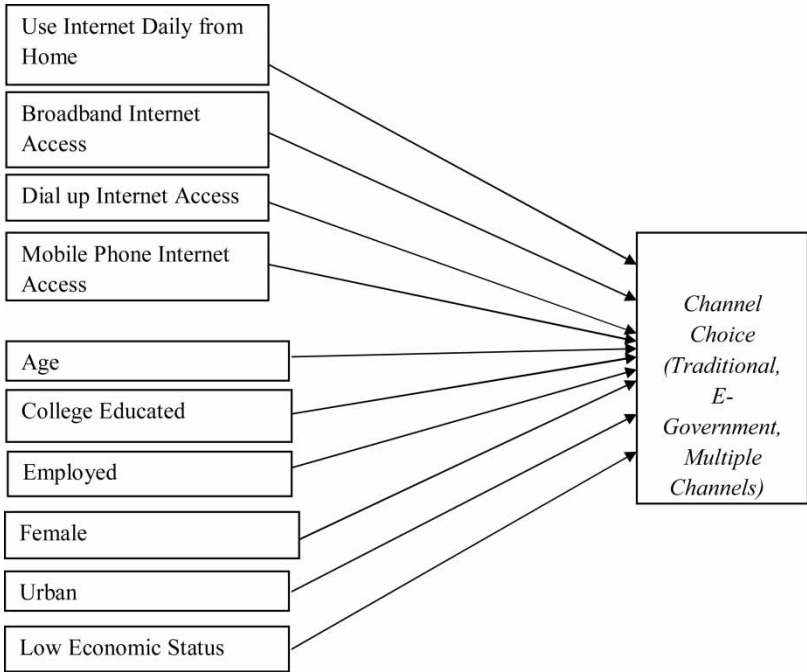 Use Internet Daily from
Home
Broadband Internet
Access
Dial up Internet Access
Mobile Phone Internet
Access
Age
College Educated
Employed
Female
Urban
Low Economic Status
Channel
Choice
(Traditional,
E-
Government,
Multiple
Channels)